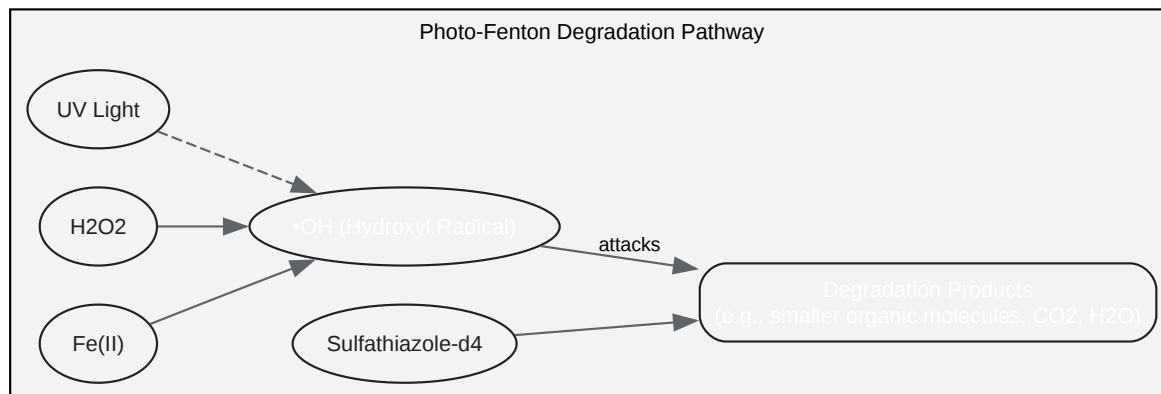 Photo-Fenton Degradation Pathway
UV Light
H2O2
•OH (Hydroxyl Radical)
attacks
Degradation Products
(e.g., smaller organic molecules, CO2, H2O)
Fe(II)
Sulfathiazole-d4